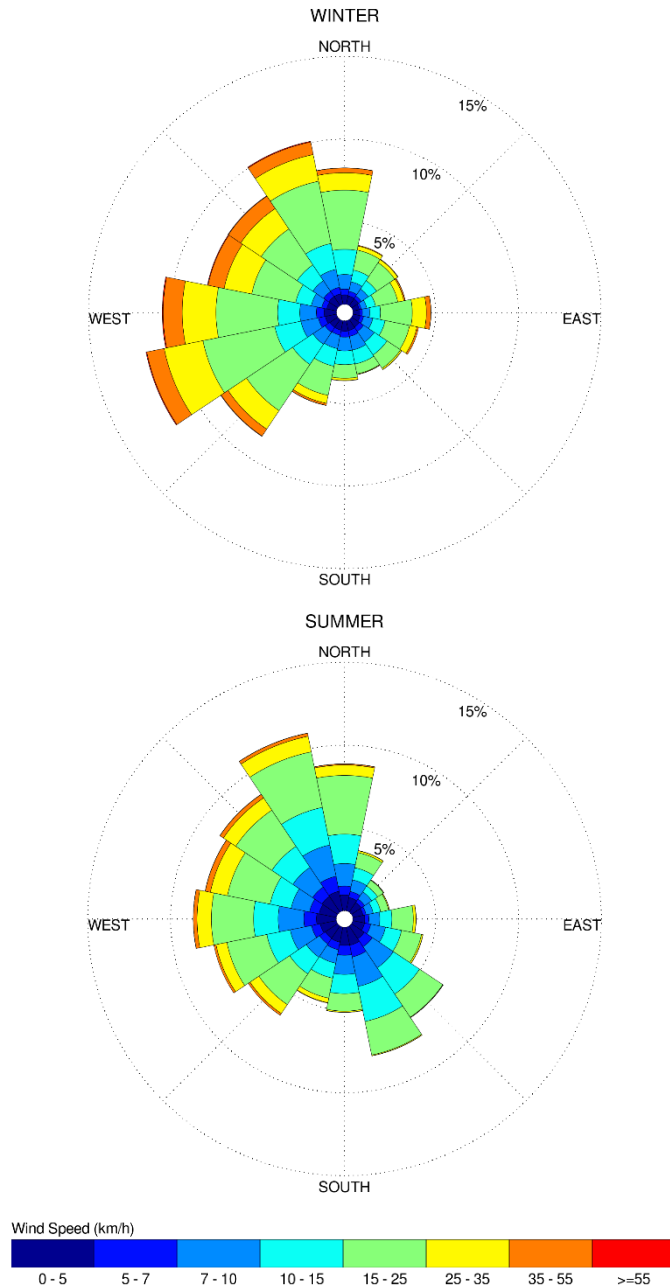 WINTER
NORTH
15%
10%
5%
WEST
EAST
SOUTH
SUMMER
NORTH
15%
10%
5%
WEST
EAST
SOUTH
Wind Speed (km/h)
0 - 5 5 - 7 7 - 10 10 - 15 15 - 25 25 - 35 35 - 55 >=55